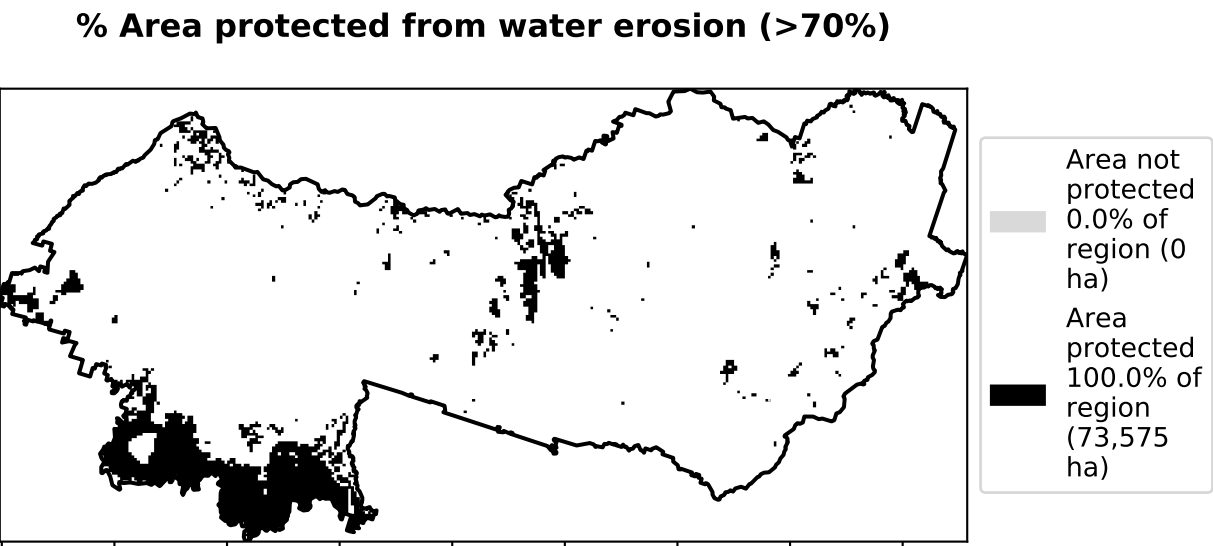 % Area protected from water erosion (>70%)
Area not
protected
0.0% of
region (0
ha)
Area
protected
100.0% of
region
(73,575
ha)